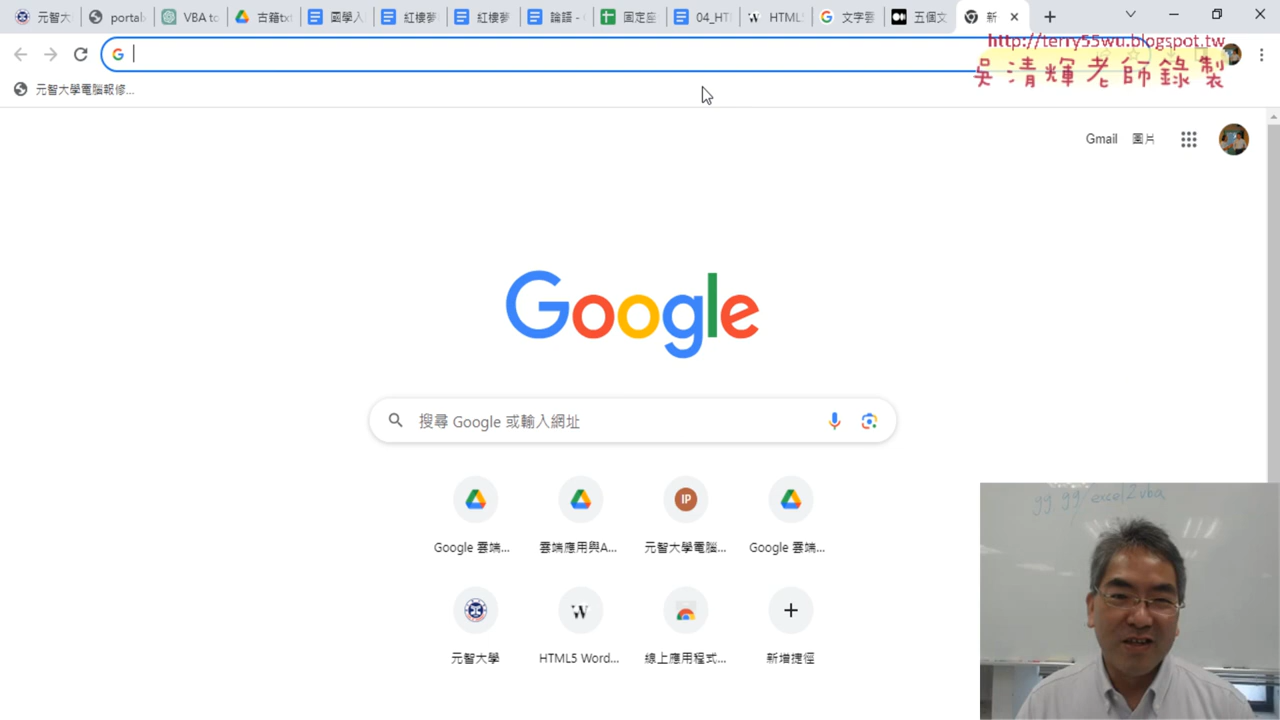 元智大
portab
VBA to
古籍txt
國學入
紅樓夢
紅樓夢
論語 -
固定座
04_HT
HTML5
文字雲
五個文
新
http://terry55wu.blogspot.tw
吳清輝老師錄製
元智大學電腦報修...
Gmail
圖片
Google
搜尋 Google 或輸入網址
IP
Google 雲端...
雲端應用與A...
元智大學電腦...
Google 雲端...
W
元智大學
HTML5 Word...
線上應用程式...
新增捷徑
gg gg excel2vba